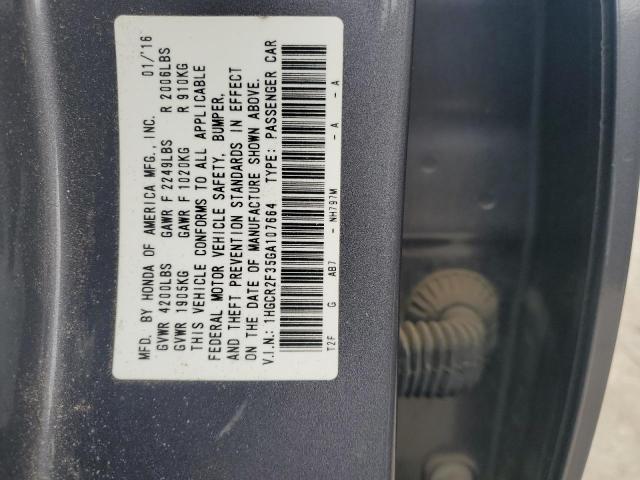 MFD. BY HONDA OF AMERICA MFG., INC. 01/'16
GVWR 4200LBS GAWR F 2249LBS R 2006LBS
GVWR 1905KG GAWR F 1020KG R 910KG
THIS VEHICLE CONFORMS TO ALL APPLICABLE
FEDERAL MOTOR VEHICLE SAFETY, BUMPER,
AND THEFT PREVENTION STANDARDS IN EFFECT
ON THE DATE OF MANUFACTURE SHOWN ABOVE.
V.I.N.: 1HGCR2F35GA107664 TYPE: PASSENGER CAR
T2F G AB7 - NH797M - A - A